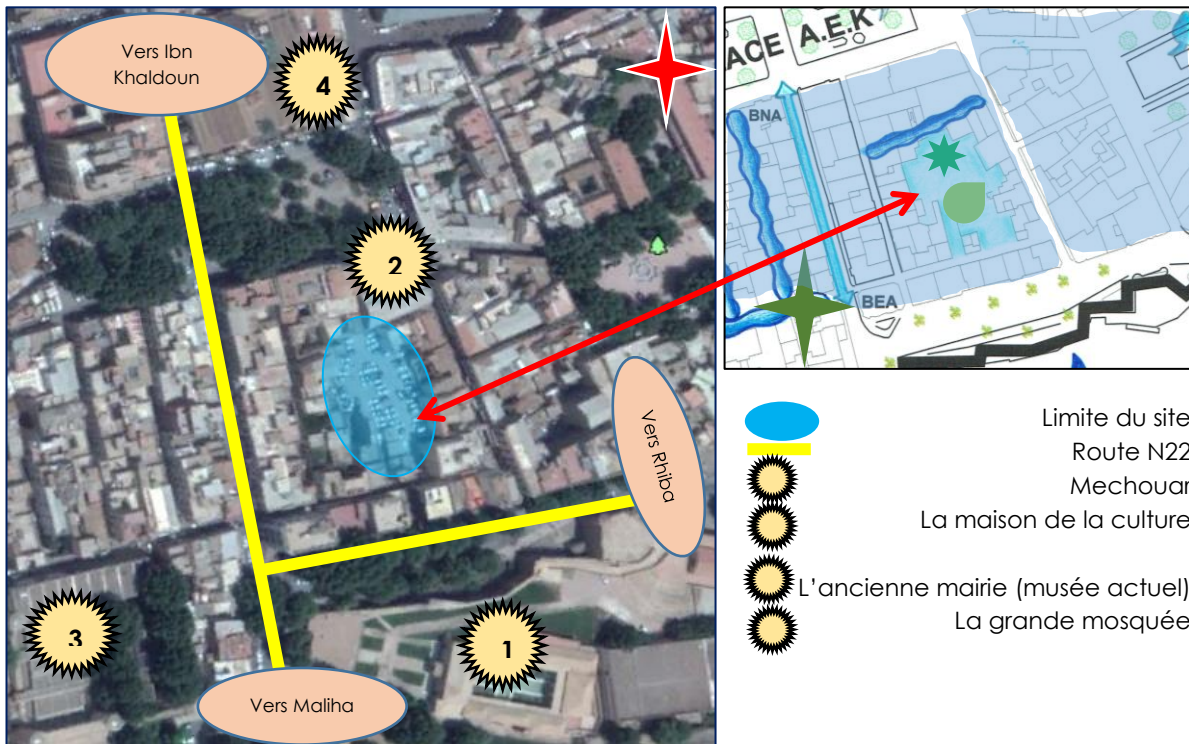 Vers Ibn
Khaldoun
4
2
Vers Rhiba
3
1
Vers Maliha
ACE
A.E.K
BNA
BEA
Limite du site
Route N22
Mechouar
La maison de la culture
L'ancienne mairie (musée actuel)
La grande mosquée